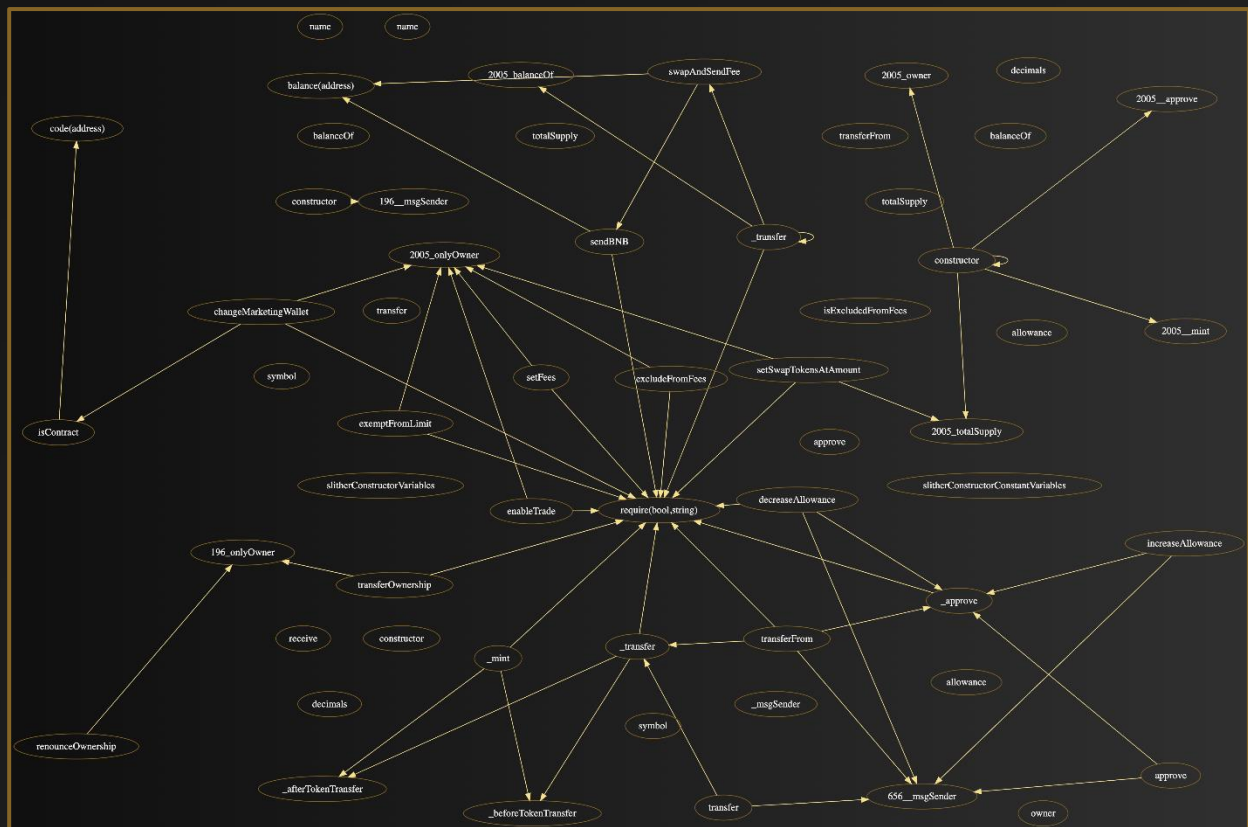 name
name
swapAndSendFee
decimals
2005_balanceOf
2005_owner
balance(address)
2005__approve
code(address)
balanceOf
totalSupply
transferFrom
balanceOf
constructor
196__msgSender
totalSupply
_transfer
sendBNB
2005_onlyOwner
constructor
changeMarketingWallet
transfer
isExcludedFromFees
2005__mint
allowance
symbol
setFees
excludeFromFees
setSwapTokensAtAmount
exemptFromLimit
isContract
2005_totalSupply
approve
slitherConstructorVariables
slitherConstructorConstantVariables
decreaseAllowance
enableTrade
require(bool,string)
increaseAllowance
196_onlyOwner
transferOwnership
_approve
receive
constructor
transferFrom
_transfer
_mint
allowance
decimals
_msgSender
symbol
renounceOwnership
approve
_afterTokenTransfer
656__msgSender
_beforeTokenTransfer
transfer
owner